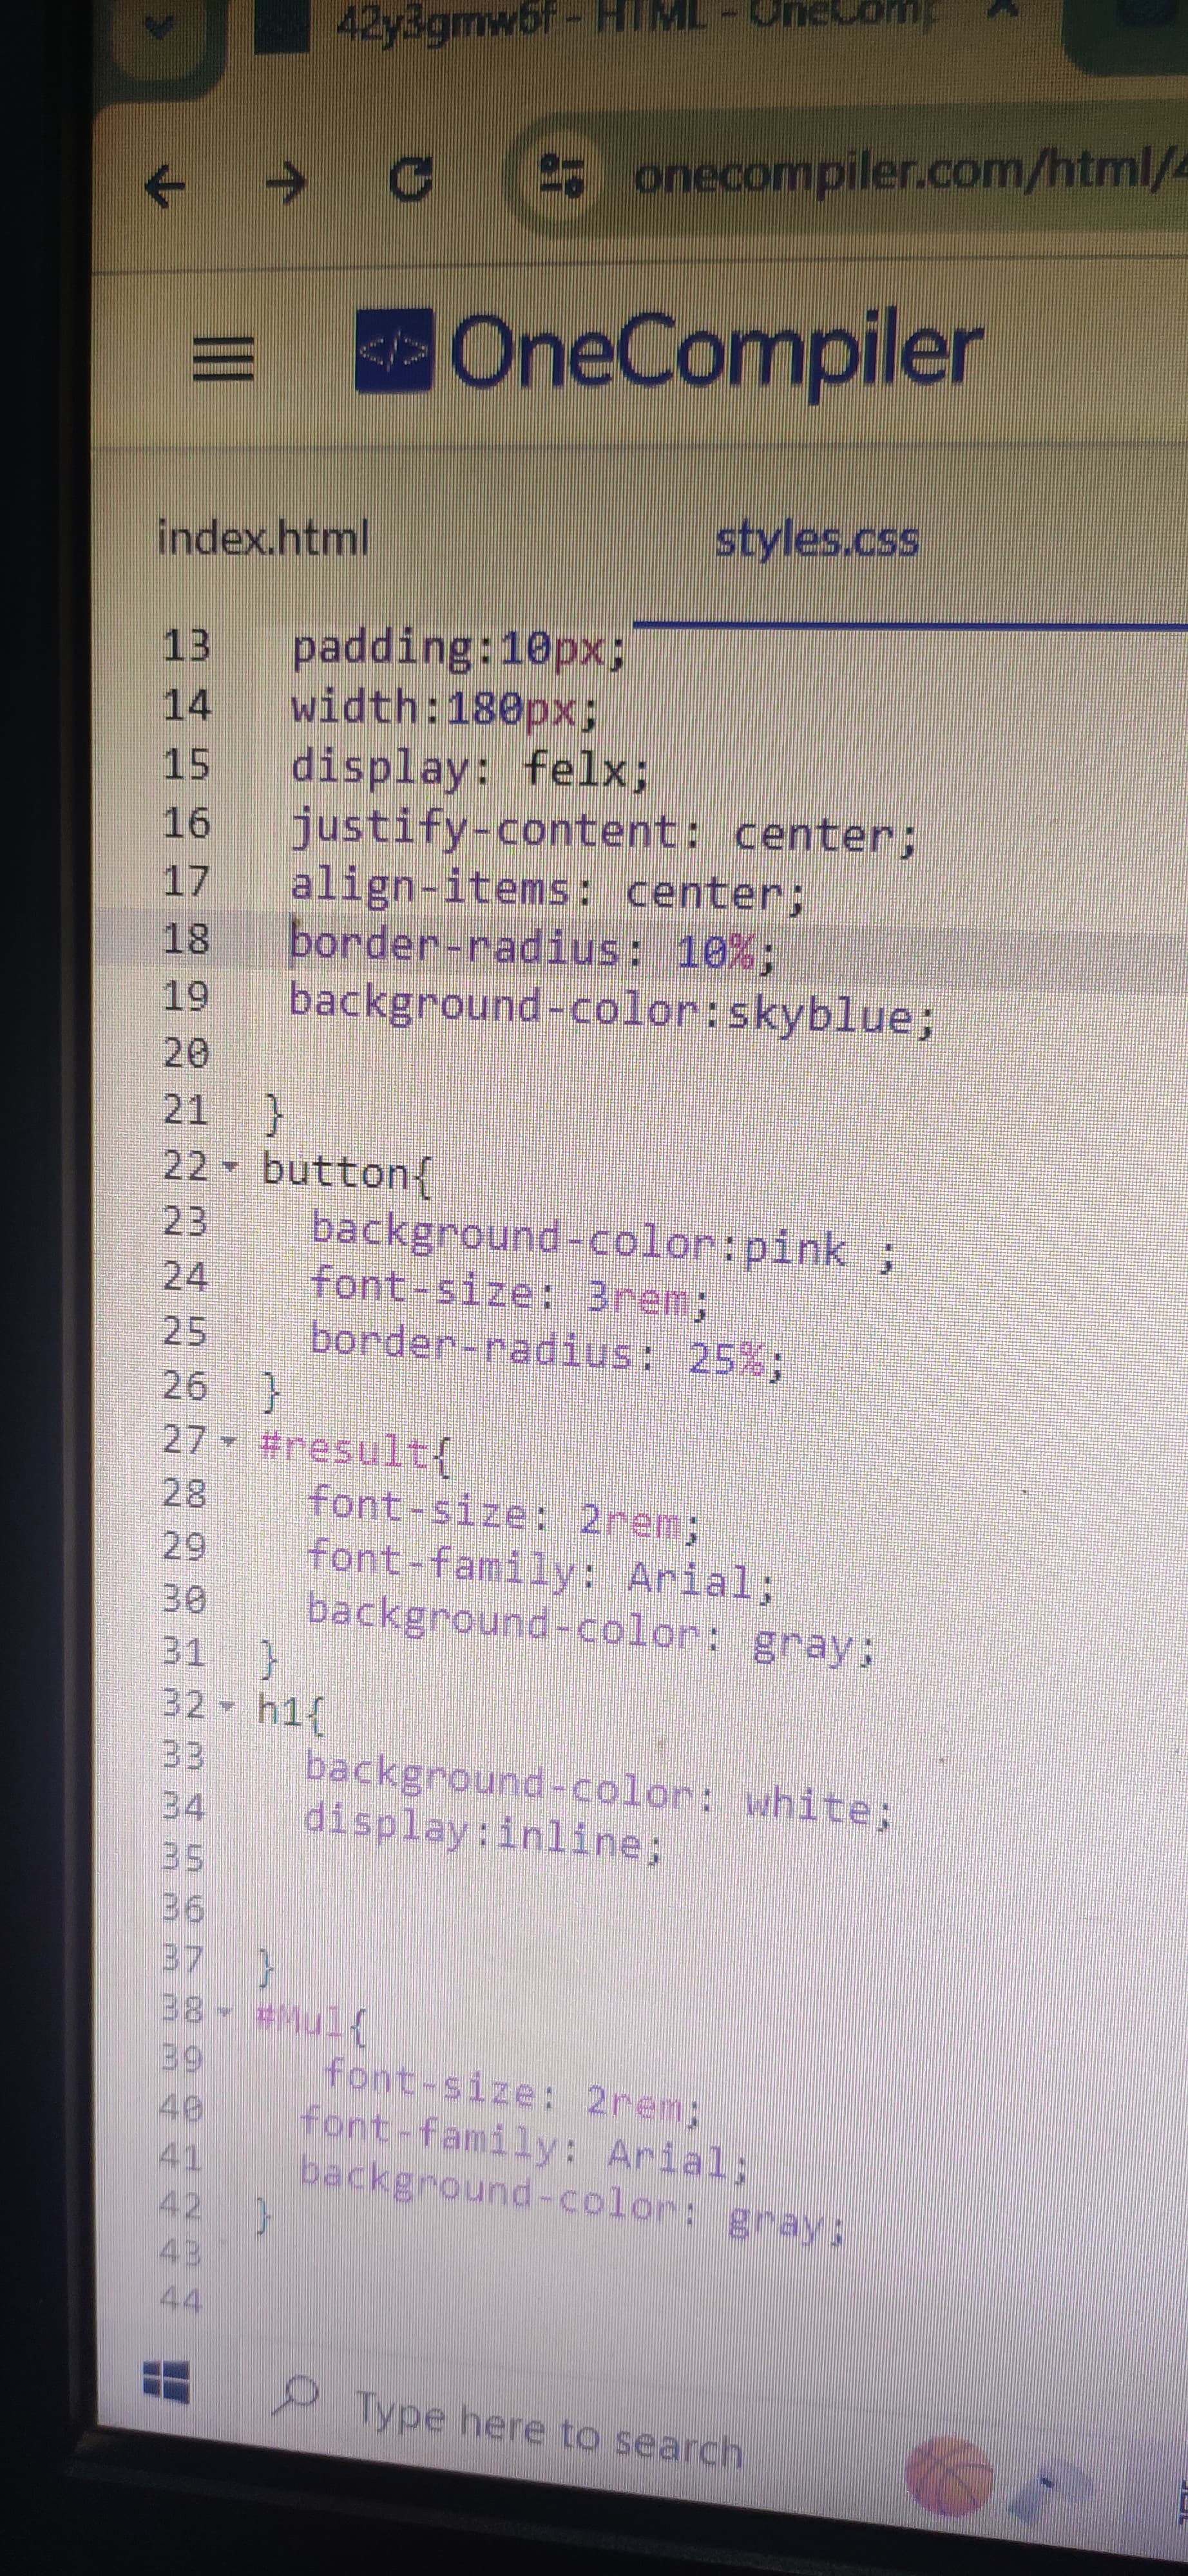 42y3gmw6f - HTML - OneComp
onecompiler.com/html/4
</> OneCompiler
index.html styles.css
13 padding:10px;
14 width:180px;
15 display: felx;
16 justify-content: center;
17 align-items: center;
18 border-radius: 10%;
19 background-color:skyblue;
20
21 }
22 button{
23 background-color:pink ;
24 font-size: 3rem;
25 border-radius: 25%;
26 }
27 #result{
28 font-size: 2rem;
29 font-family: Arial;
30 background-color: gray;
31 }
32 h1{
33 background-color: white;
34 display:inline;
35
36
37 }
38 #Mul{
39 font-size: 2rem;
40 font-family: Arial;
41 background-color: gray;
42 }
43
44
Type here to search